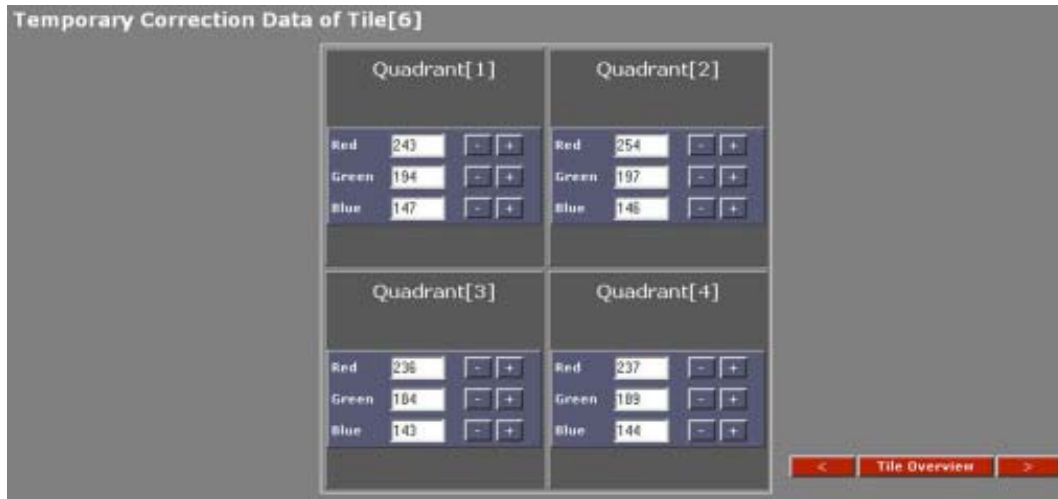 Temporary Correction Data of Tile[6]
Quadrant[1] Quadrant[2]
Red 243 - + Red 254 - +
Green 194 - + Green 197 - +
Blue 147 - + Blue 146 - +
Quadrant[3] Quadrant[4]
Red 236 - + Red 237 - +
Green 184 - + Green 189 - +
Blue 143 - + Blue 144 - +
< Tile Overview >